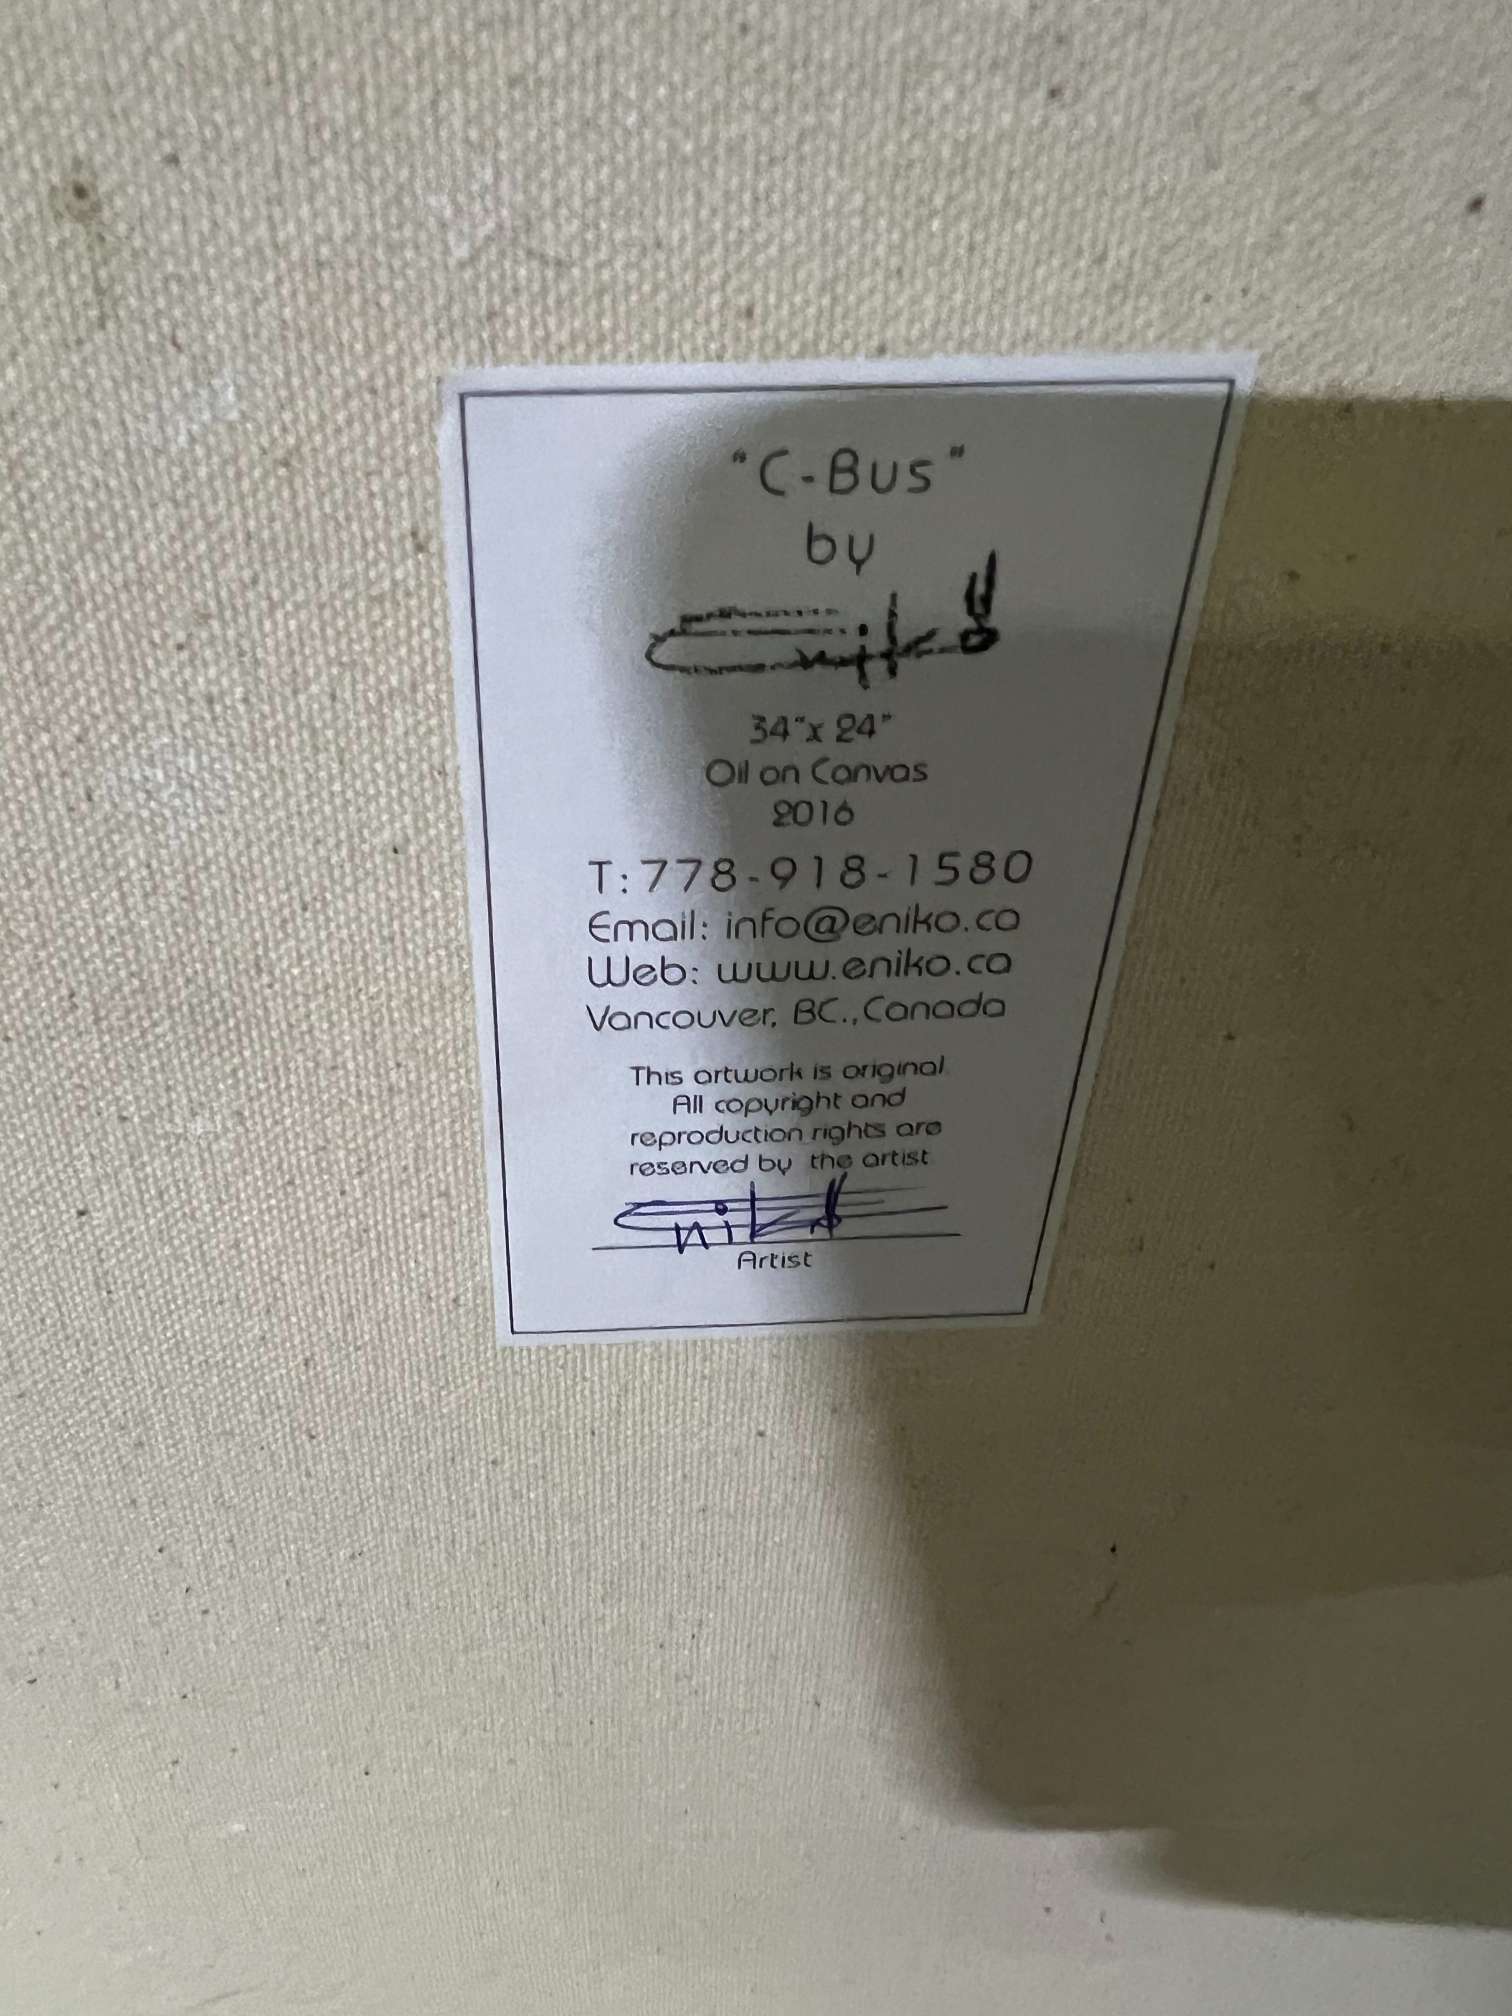 "C-Bus"
by
34"x 24"
Oil on Canvas
2016
T: 778-918-1580
Email: info@eniko.ca
Web: www.eniko.ca
Vancouver, BC.,Canada
This artwork is original
All copyright and
reproduction rights are
reserved by the artist
Artist